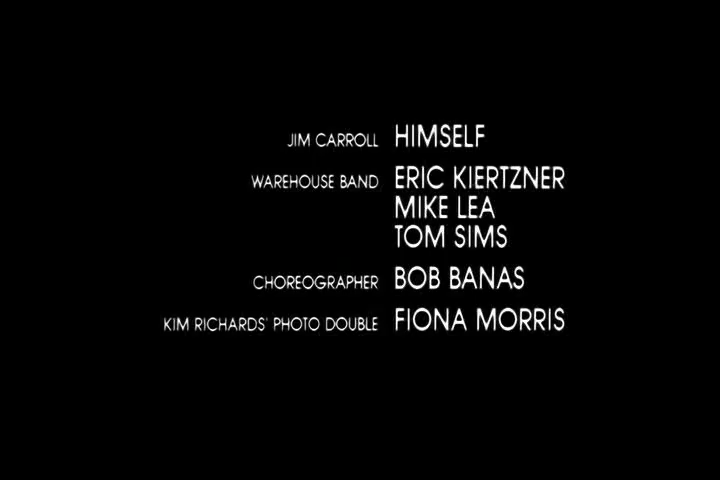 JIM CARROLL HIMSELF
WAREHOUSE BAND ERIC KIERTZNER
MIKE LEA
TOM SIMS
CHOREOGRAPHER BOB BANAS
KIM RICHARDS' PHOTO DOUBLE FIONA MORRIS